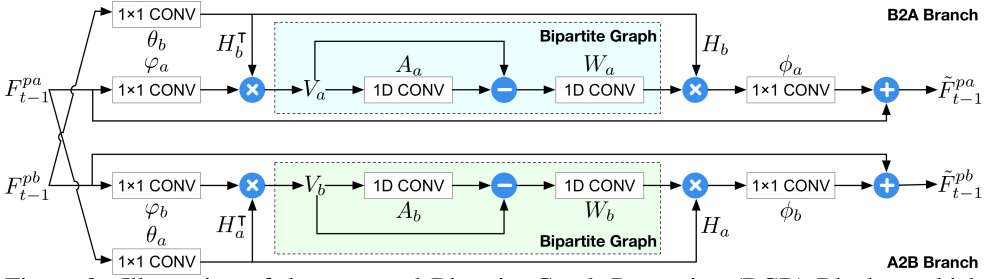 1×1 CONV
B2A Branch
θ_b
H_b^⊤
Bipartite Graph
H_b
φ_a
A_a
W_a
ϕ_a
F_{t-1}^{pa}
1×1 CONV
×
V_a
1D CONV
−
1D CONV
×
1×1 CONV
+
F̃_{t-1}^{pa}
F_{t-1}^{pb}
1×1 CONV
×
V_b
1D CONV
−
1D CONV
×
1×1 CONV
+
F̃_{t-1}^{pb}
φ_b
H_a^⊤
A_b
W_b
H_a
ϕ_b
θ_a
Bipartite Graph
1×1 CONV
A2B Branch